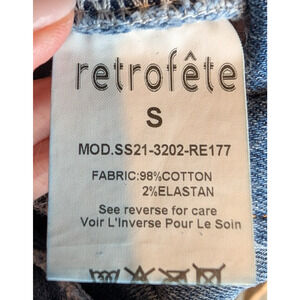 retrofête
S
MOD.SS21-3202-RE177
FABRIC:98%COTTON
2%ELASTAN
See reverse for care
Voir L'Inverse Pour Le Soin